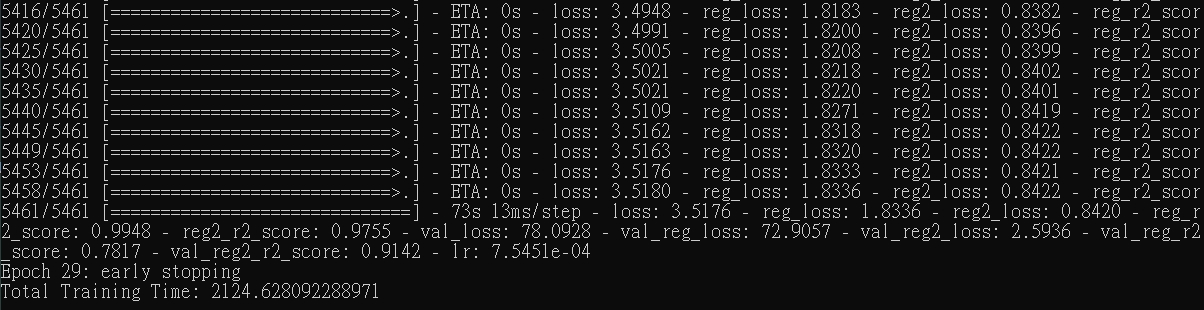 5416/5461 [==============================>.] - ETA: 0s - loss: 3.4948 - reg_loss: 1.8183 - reg2_loss: 0.8382 - reg_r2_scor
5420/5461 [==============================>.] - ETA: 0s - loss: 3.4991 - reg_loss: 1.8200 - reg2_loss: 0.8396 - reg_r2_scor
5425/5461 [==============================>.] - ETA: 0s - loss: 3.5005 - reg_loss: 1.8208 - reg2_loss: 0.8399 - reg_r2_scor
5430/5461 [==============================>.] - ETA: 0s - loss: 3.5021 - reg_loss: 1.8218 - reg2_loss: 0.8402 - reg_r2_scor
5435/5461 [==============================>.] - ETA: 0s - loss: 3.5021 - reg_loss: 1.8220 - reg2_loss: 0.8401 - reg_r2_scor
5440/5461 [==============================>.] - ETA: 0s - loss: 3.5109 - reg_loss: 1.8271 - reg2_loss: 0.8419 - reg_r2_scor
5445/5461 [==============================>.] - ETA: 0s - loss: 3.5162 - reg_loss: 1.8318 - reg2_loss: 0.8422 - reg_r2_scor
5449/5461 [==============================>.] - ETA: 0s - loss: 3.5163 - reg_loss: 1.8320 - reg2_loss: 0.8422 - reg_r2_scor
5453/5461 [==============================>.] - ETA: 0s - loss: 3.5176 - reg_loss: 1.8333 - reg2_loss: 0.8421 - reg_r2_scor
5458/5461 [==============================>.] - ETA: 0s - loss: 3.5180 - reg_loss: 1.8336 - reg2_loss: 0.8422 - reg_r2_scor
5461/5461 [==============================] - 73s 13ms/step - loss: 3.5176 - reg_loss: 1.8336 - reg2_loss: 0.8420 - reg_r
2_score: 0.9948 - reg2_r2_score: 0.9755 - val_loss: 78.0928 - val_reg_loss: 72.9057 - val_reg2_loss: 2.5936 - val_reg_r2
_score: 0.7817 - val_reg2_r2_score: 0.9142 - lr: 7.5451e-04
Epoch 29: early stopping
Total Training Time: 2124.628092288971